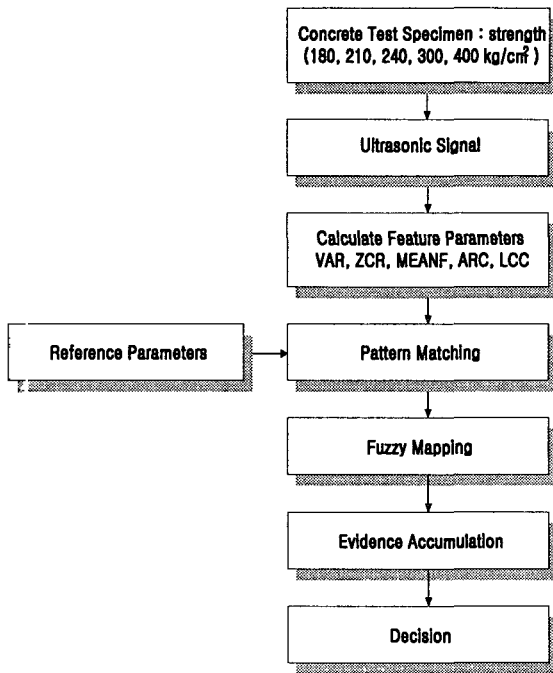 Concrete Test Specimen : strength
(180, 210, 240, 300, 400 kg/cm²)
Ultrasonic Signal
Calculate Feature Parameters
VAR, ZCR, MEANF, ARC, LCC
Reference Parameters
Pattern Matching
Fuzzy Mapping
Evidence Accumulation
Decision